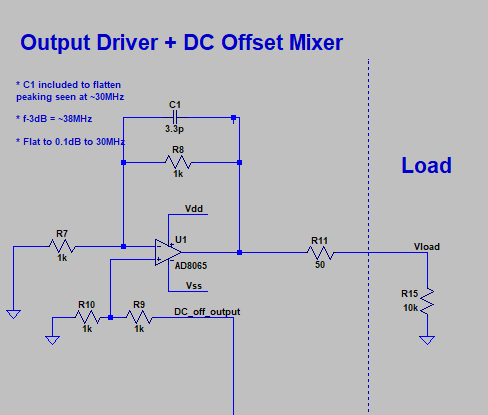 Output Driver + DC Offset Mixer
* C1 included to flatten
peaking seen at ~30MHz
* f-3dB = ~38MHz
* Flat to 0.1dB to 30MHz
C1
3.3p
R8
1k
Load
Vdd
R7
1k
U1
AD8065
Vss
R11
50
Vload
R15
10k
R10
1k
R9
1k
DC_off_output